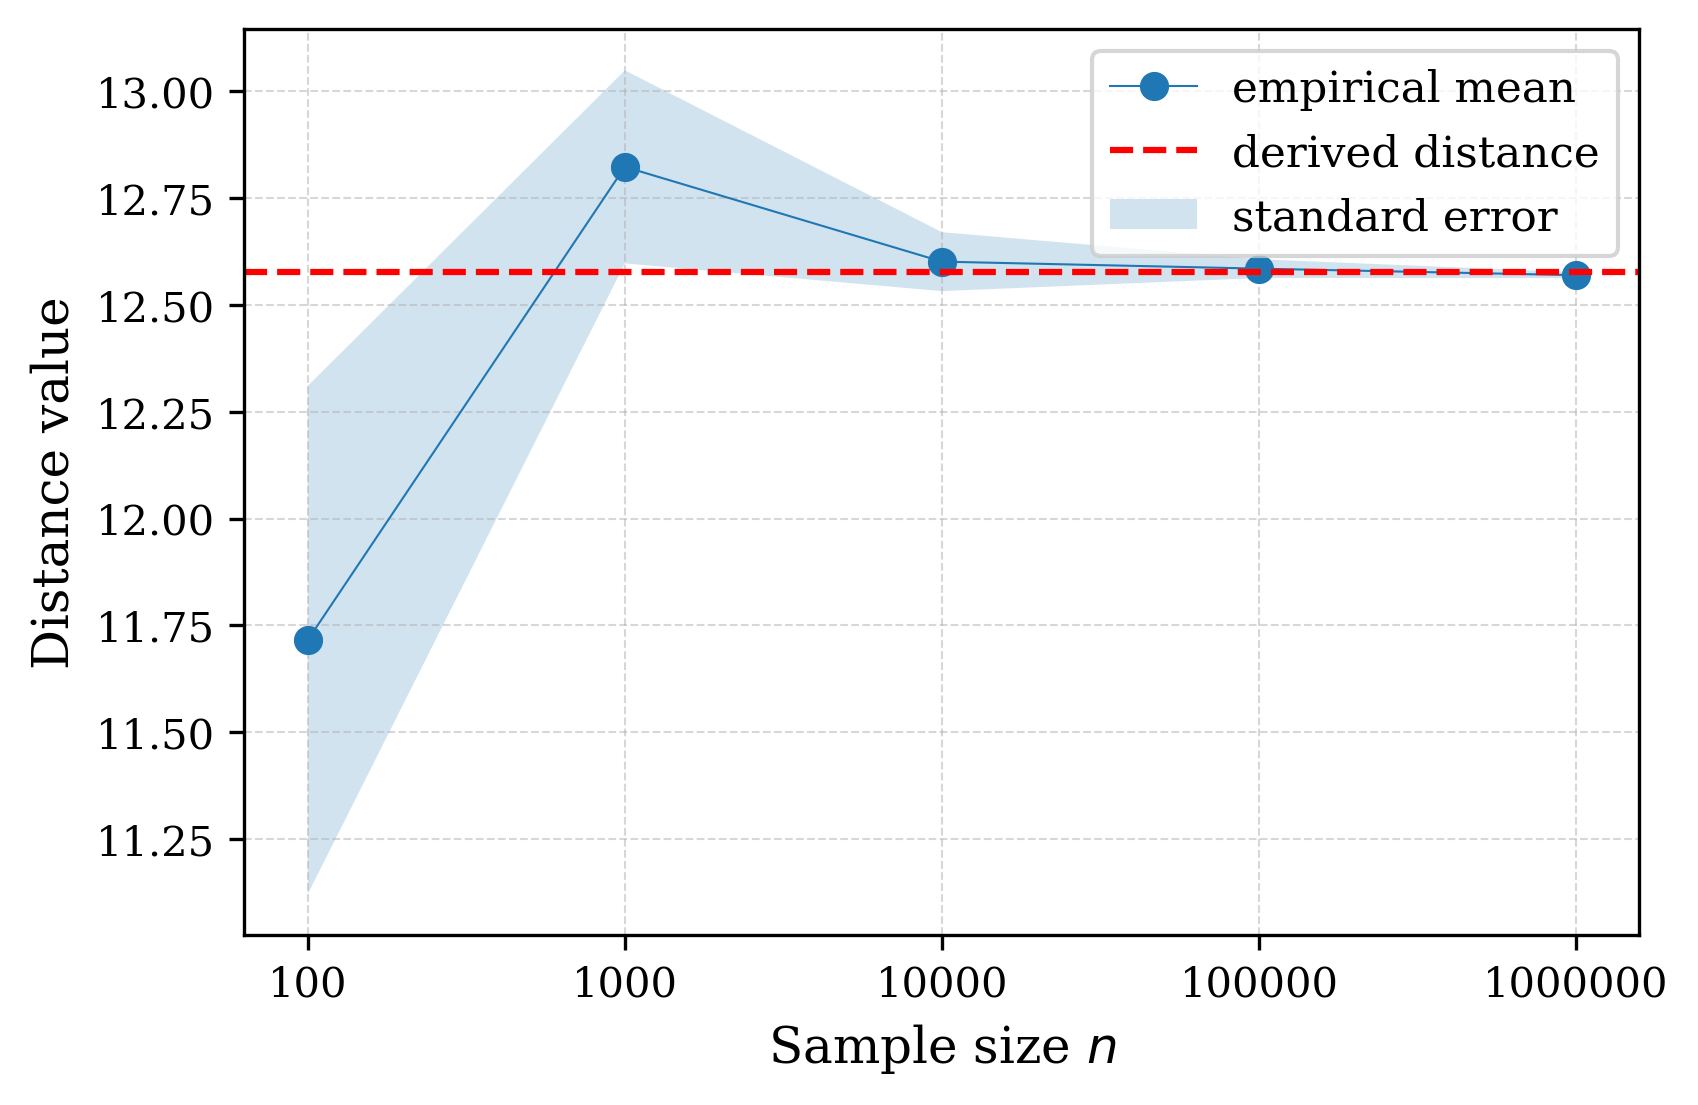 13.00
12.75
12.50
12.25
12.00
11.75
11.50
11.25
Distance value
empirical mean
derived distance
standard error
100 1000 10000 100000 1000000
Sample size n